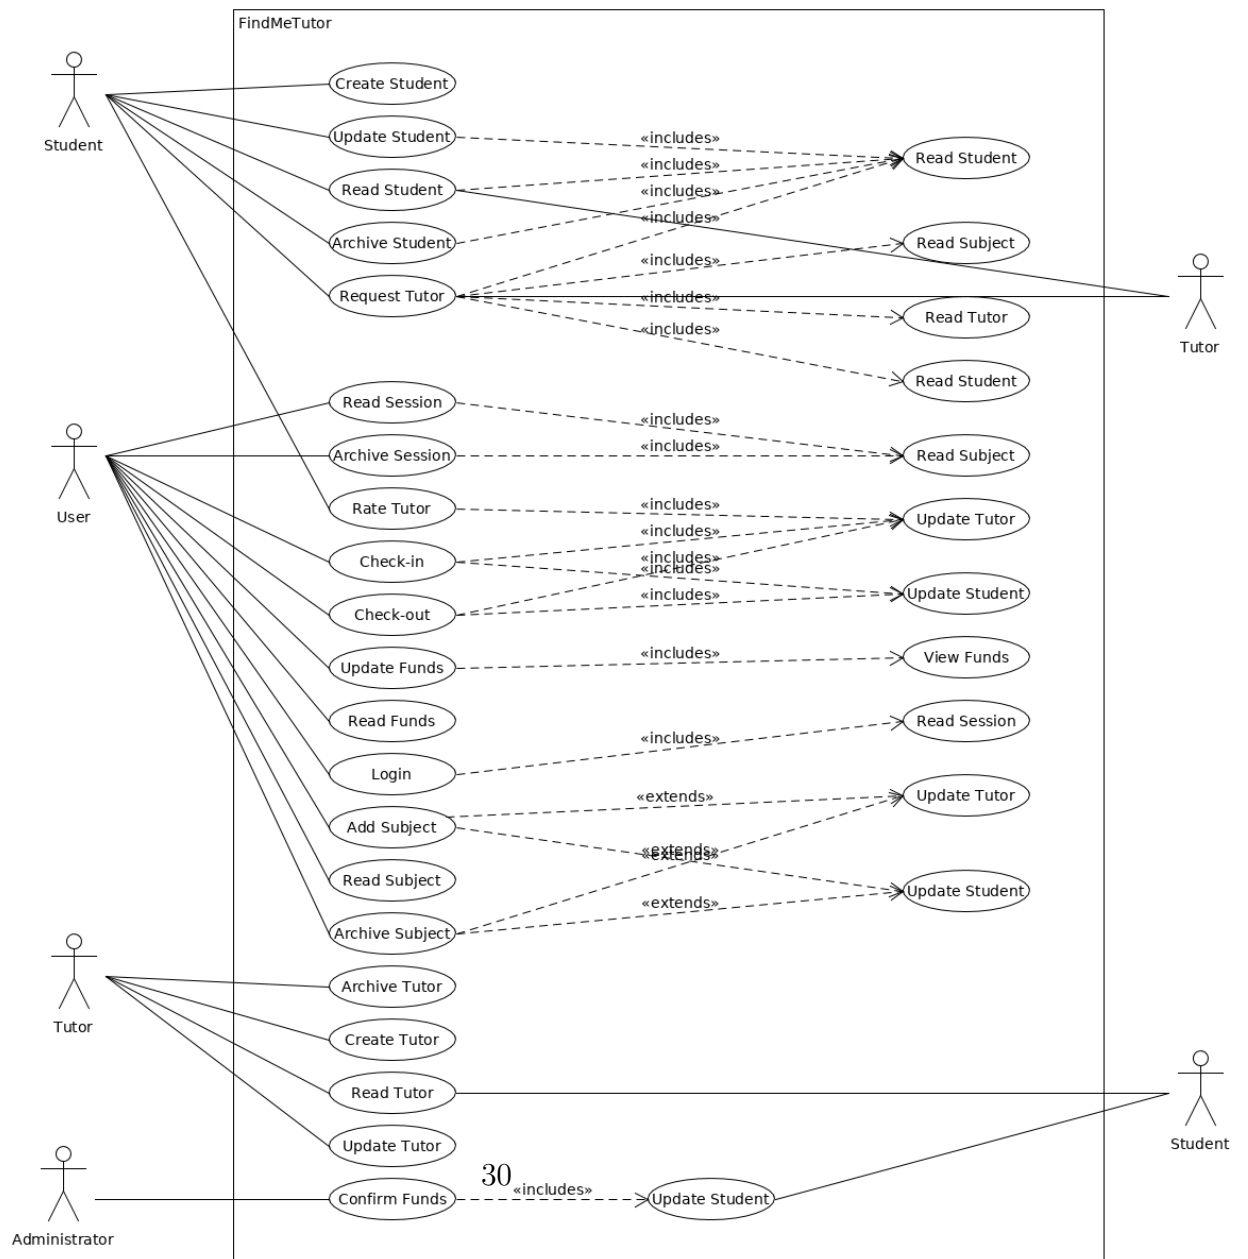 FindMeTutor
Create Student
Student
Update Student
«includes»
Read Student
«includes»
Read Student
«includes»
«includes»
Archive Student
Read Subject
«includes»
Request Tutor
«includes»
Read Tutor
«includes»
Tutor
Read Student
Read Session
«includes»
Archive Session
«includes»
Read Subject
User
Rate Tutor
«includes»
Update Tutor
«includes»
Check-in
«includes»
«includes»
Update Student
«includes»
Check-out
Update Funds
«includes»
View Funds
Read Funds
Read Session
«includes»
Login
«extends»
Update Tutor
Add Subject
«extends»
«extends»
Read Subject
Update Student
«extends»
Archive Subject
Archive Tutor
Tutor
Create Tutor
Read Tutor
Student
Update Tutor
30
«includes»
Confirm Funds
Update Student
Administrator